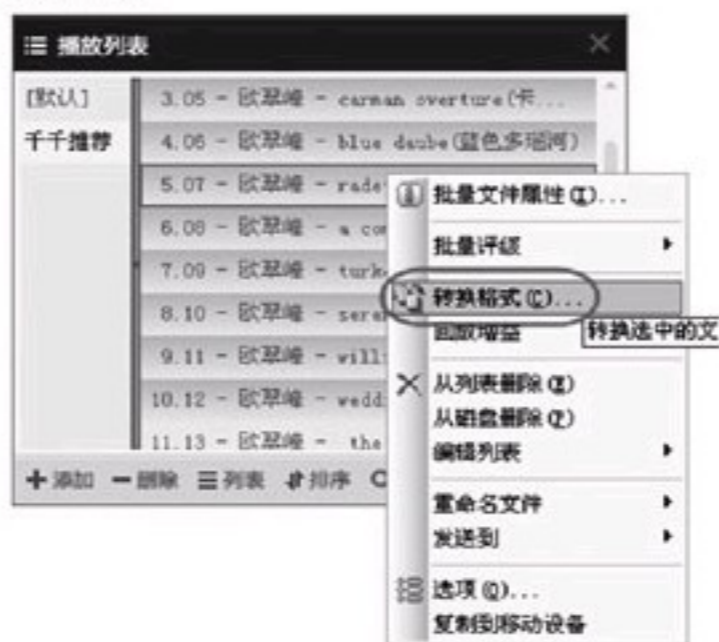 播放列表
[默认]
千千推荐
3.05 - 欧翠峰 - carman overture(卡...
4.06 - 欧翠峰 - blue daube(蓝色多瑙河)
5.07 - 欧翠峰 - rade
6.08 - 欧翠峰 - a co
7.09 - 欧翠峰 - turk
8.10 - 欧翠峰 - sere
9.11 - 欧翠峰 - will
10.12 - 欧翠峰 - wedd
11.13 - 欧翠峰 - the
添加 删除 列表 排序
批量文件属性(I)...
批量评级
转换格式(C)...
回放增益
转换选中的文
从列表删除
从磁盘删除
编辑列表
重命名文件
发送到
选项(O)...
复制到移动设备